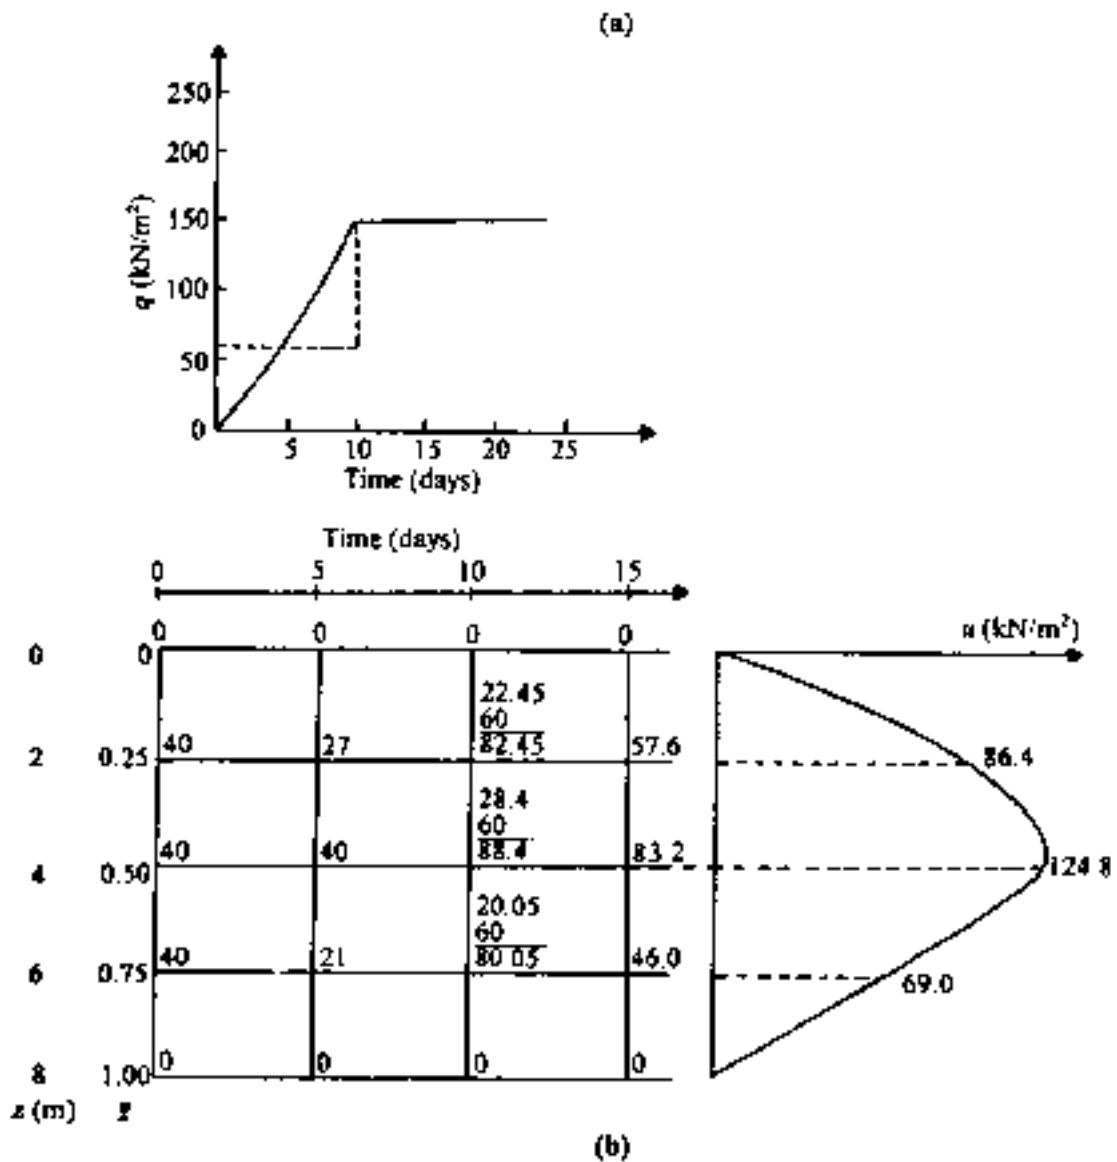 (a)
250
200
150
100
50
0
q (kN/m²)
5 10 15 20 25
Time (days)
Time (days)
0 5 10 15
0 0 0 0
u (kN/m²)
0 0
22.45
60
82.45
40 27 57.6
2 0.25
86.4
28.4
60
88.4
40 40 83.2
4 0.50
124.8
20.05
60
80.05
40 21 46.0
6 0.75
69.0
0 0 0 0
8 1.00
z (m) z̄
(b)